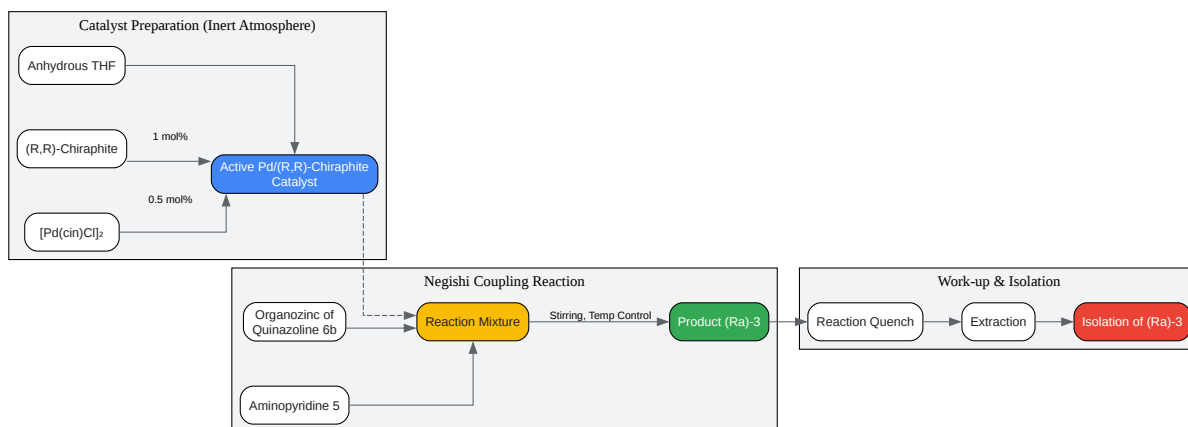 Catalyst Preparation (Inert Atmosphere)
Anhydrous THF
(R,R)-Chiraphite
1 mol%
Active Pd/(R,R)-Chiraphite
Catalyst
0.5 mol%
[Pd(cin)Cl]₂
Negishi Coupling Reaction
Organozinc of
Quinazoline 6b
Reaction Mixture
Stirring, Temp Control
Product (Ra)-3
Aminopyridine 5
Work-up & Isolation
Reaction Quench
Extraction
Isolation of (Ra)-3